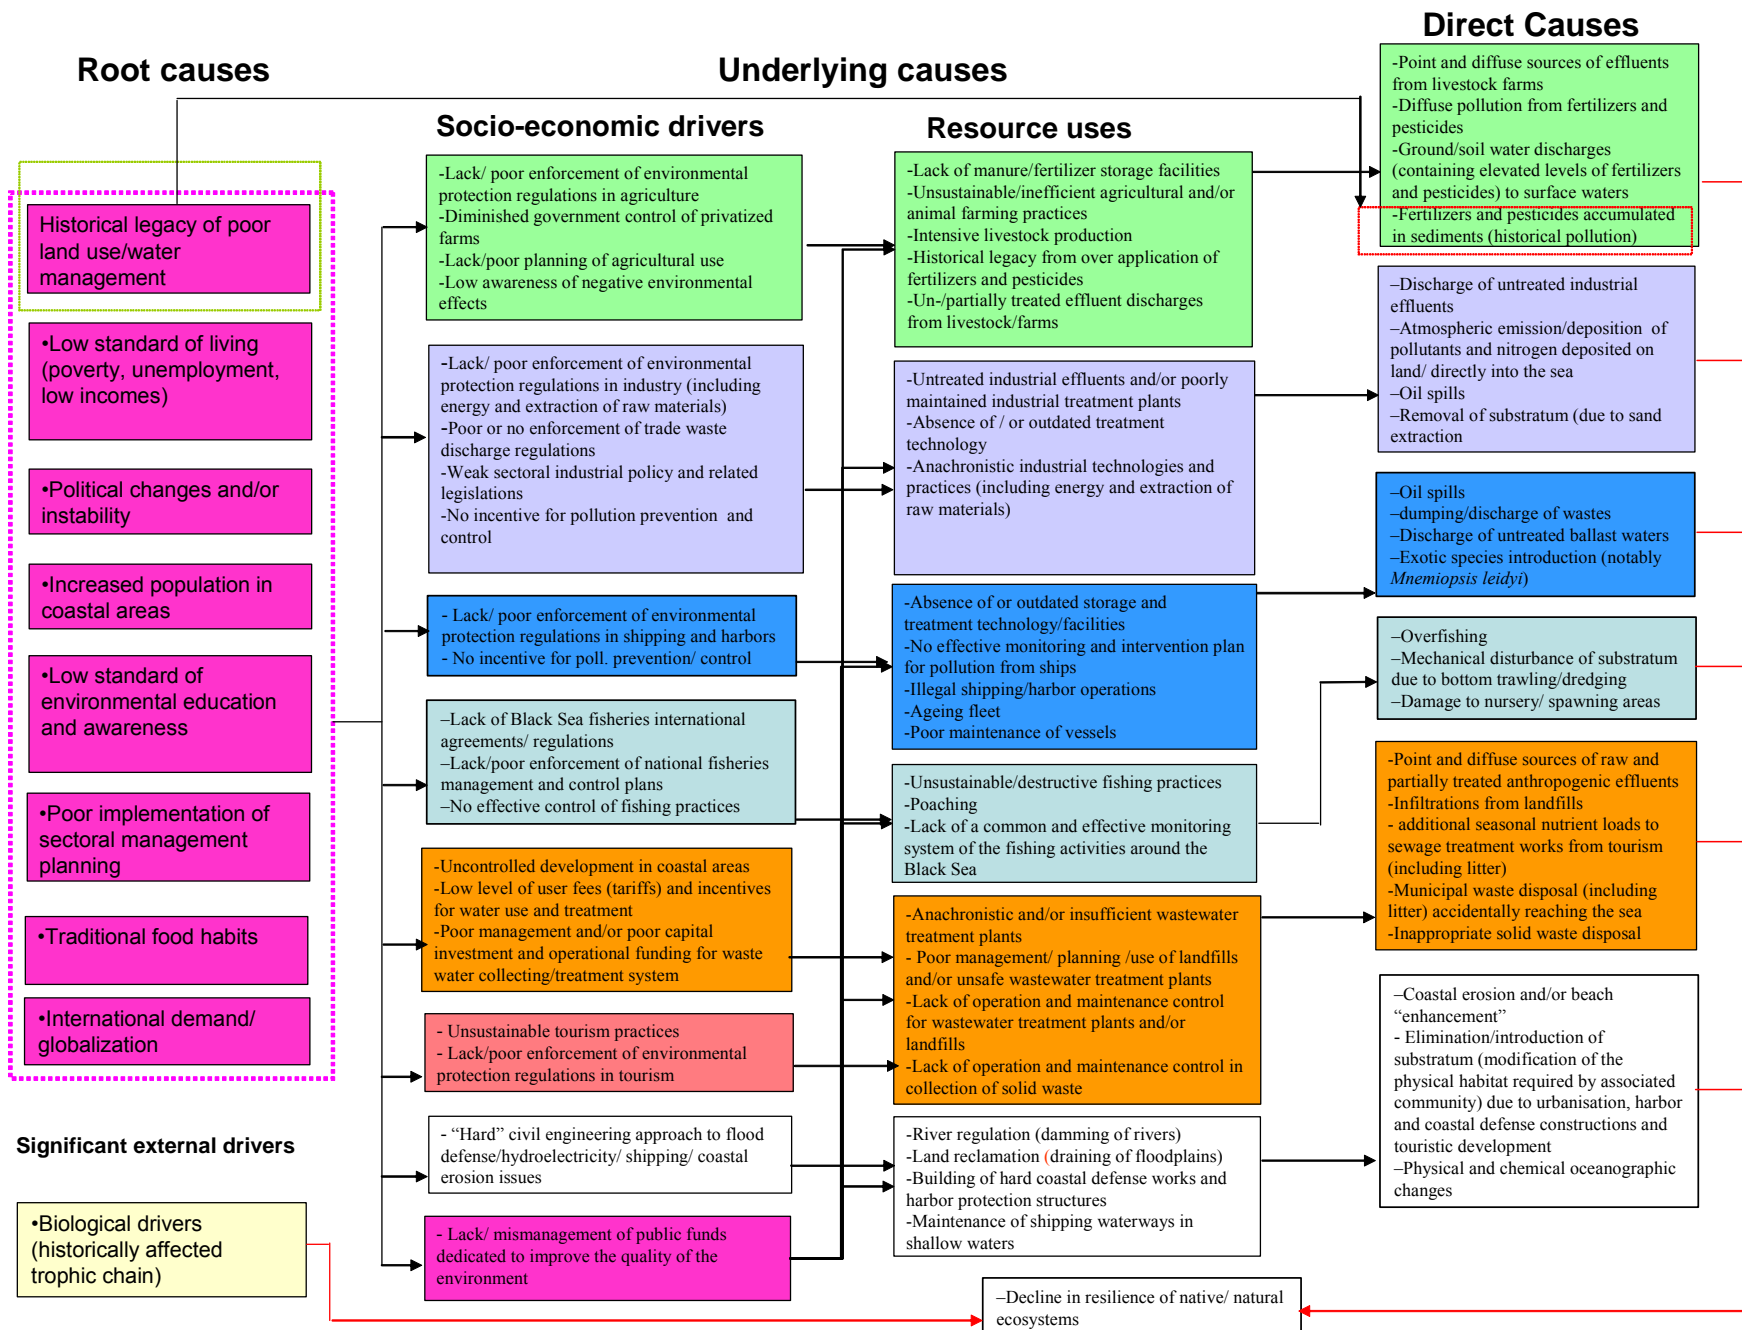 Root causes
Underlying causes
Direct Causes
Socio-economic drivers
Resource uses
Historical legacy of poor
land use/water
management
•Low standard of living
(poverty, unemployment,
low incomes)
•Political changes and/or
instability
•Increased population in
coastal areas
•Low standard of
environmental education
and awareness
•Poor implementation of
sectoral management
planning
•Traditional food habits
•International demand/
globalization
Significant external drivers
•Biological drivers
(historically affected
trophic chain)
-Lack/ poor enforcement of environmental
protection regulations in agriculture
-Diminished government control of privatized
farms
-Lack/poor planning of agricultural use
-Low awareness of negative environmental
effects
-Lack/ poor enforcement of environmental
protection regulations in industry (including
energy and extraction of raw materials)
-Poor or no enforcement of trade waste
discharge regulations
-Weak sectoral industrial policy and related
legislations
-No incentive for pollution prevention and
control
- Lack/ poor enforcement of environmental
protection regulations in shipping and harbors
- No incentive for poll. prevention/ control
–Lack of Black Sea fisheries international
agreements/ regulations
–Lack/poor enforcement of national fisheries
management and control plans
–No effective control of fishing practices
-Uncontrolled development in coastal areas
-Low level of user fees (tariffs) and incentives
for water use and treatment
-Poor management and/or poor capital
investment and operational funding for waste
water collecting/treatment system
- Unsustainable tourism practices
- Lack/poor enforcement of environmental
protection regulations in tourism
- “Hard” civil engineering approach to flood
defense/hydroelectricity/ shipping/ coastal
erosion issues
- Lack/ mismanagement of public funds
dedicated to improve the quality of the
environment
-Lack of manure/fertilizer storage facilities
-Unsustainable/inefficient agricultural and/or
animal farming practices
-Intensive livestock production
-Historical legacy from over application of
fertilizers and pesticides
-Un-/partially treated effluent discharges
from livestock/farms
-Untreated industrial effluents and/or poorly
maintained industrial treatment plants
-Absence of / or outdated treatment
technology
-Anachronistic industrial technologies and
practices (including energy and extraction of
raw materials)
-Absence of or outdated storage and
treatment technology/facilities
-No effective monitoring and intervention plan
for pollution from ships
-Illegal shipping/harbor operations
-Ageing fleet
-Poor maintenance of vessels
-Unsustainable/destructive fishing practices
-Poaching
-Lack of a common and effective monitoring
system of the fishing activities around the
Black Sea
-Anachronistic and/or insufficient wastewater
treatment plants
- Poor management/ planning /use of landfills
and/or unsafe wastewater treatment plants
-Lack of operation and maintenance control
for wastewater treatment plants and/or
landfills
-Lack of operation and maintenance control in
collection of solid waste
-River regulation (damming of rivers)
-Land reclamation (draining of floodplains)
-Building of hard coastal defense works and
harbor protection structures
-Maintenance of shipping waterways in
shallow waters
–Decline in resilience of native/ natural
ecosystems
-Point and diffuse sources of effluents
from livestock farms
-Diffuse pollution from fertilizers and
pesticides
-Ground/soil water discharges
(containing elevated levels of fertilizers
and pesticides) to surface waters
-Fertilizers and pesticides accumulated
in sediments (historical pollution)
–Discharge of untreated industrial
effluents
–Atmospheric emission/deposition of
pollutants and nitrogen deposited on
land/ directly into the sea
–Oil spills
–Removal of substratum (due to sand
extraction
–Oil spills
–dumping/discharge of wastes
–Discharge of untreated ballast waters
–Exotic species introduction (notably
Mnemiopsis leidyi)
–Overfishing
–Mechanical disturbance of substratum
due to bottom trawling/dredging
–Damage to nursery/ spawning areas
-Point and diffuse sources of raw and
partially treated anthropogenic effluents
-Infiltrations from landfills
- additional seasonal nutrient loads to
sewage treatment works from tourism
(including litter)
-Municipal waste disposal (including
litter) accidentally reaching the sea
-Inappropriate solid waste disposal
–Coastal erosion and/or beach
“enhancement”
- Elimination/introduction of
substratum (modification of the
physical habitat required by associated
community) due to urbanisation, harbor
and coastal defense constructions and
touristic development
–Physical and chemical oceanographic
changes